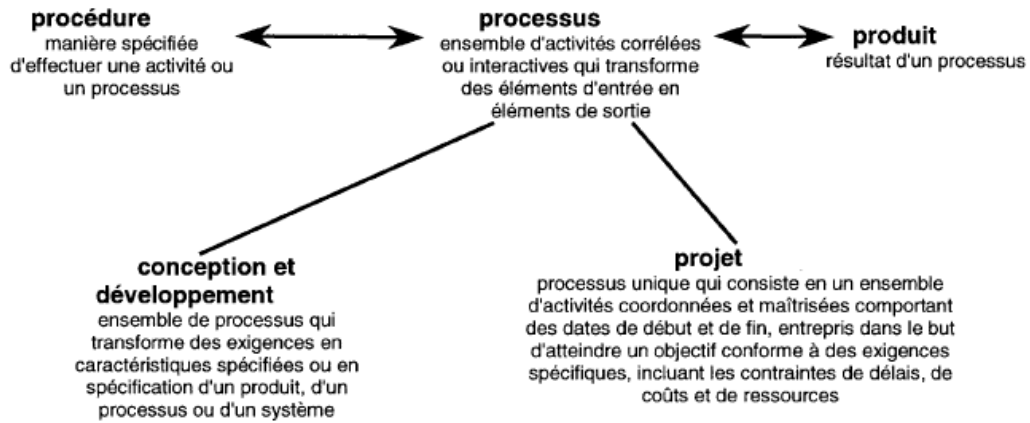 procédure
manière spécifiée
d'effectuer une activité ou
un processus
processus
ensemble d'activités corrélées
ou interactives qui transforme
des éléments d'entrée en
éléments de sortie
produit
résultat d'un processus
conception et
développement
ensemble de processus qui
transforme des exigences en
caractéristiques spécifiées ou en
spécification d'un produit, d'un
processus ou d'un système
projet
processus unique qui consiste en un ensemble
d'activités coordonnées et maîtrisées comportant
des dates de début et de fin, entrepris dans le but
d'atteindre un objectif conforme à des exigences
spécifiques, incluant les contraintes de délais, de
coûts et de ressources